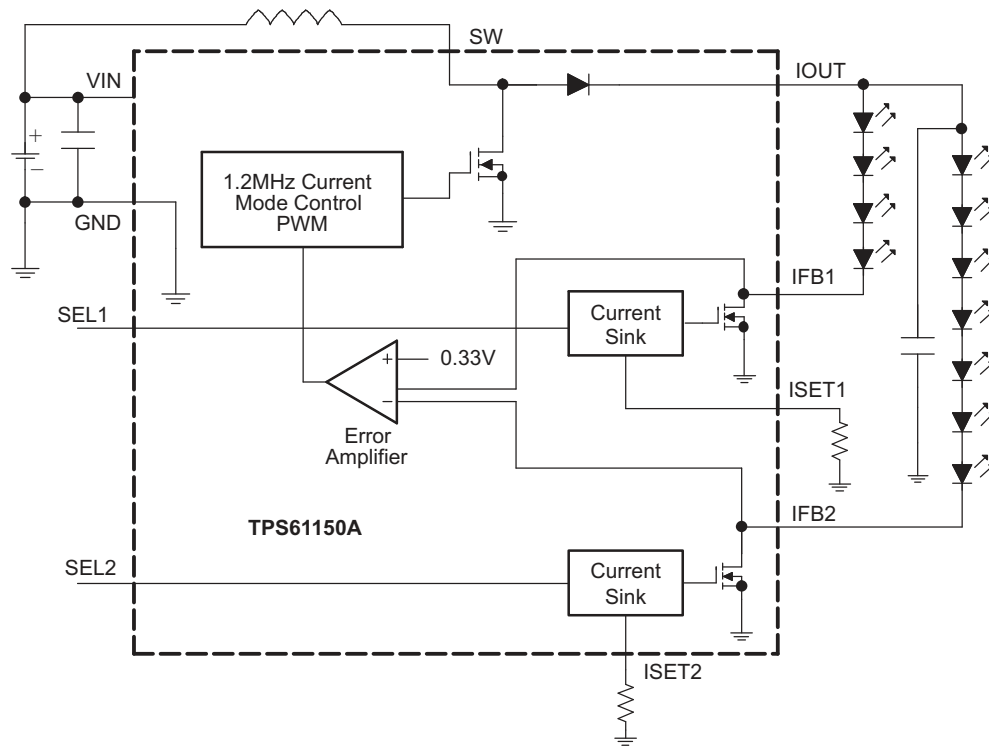 SW
VIN
IOUT
+
−
1.2MHz Current
Mode Control
PWM
GND
IFB1
SEL1
Current
Sink
+
0.33V
−
ISET1
Error
Amplifier
IFB2
TPS61150A
SEL2
Current
Sink
ISET2